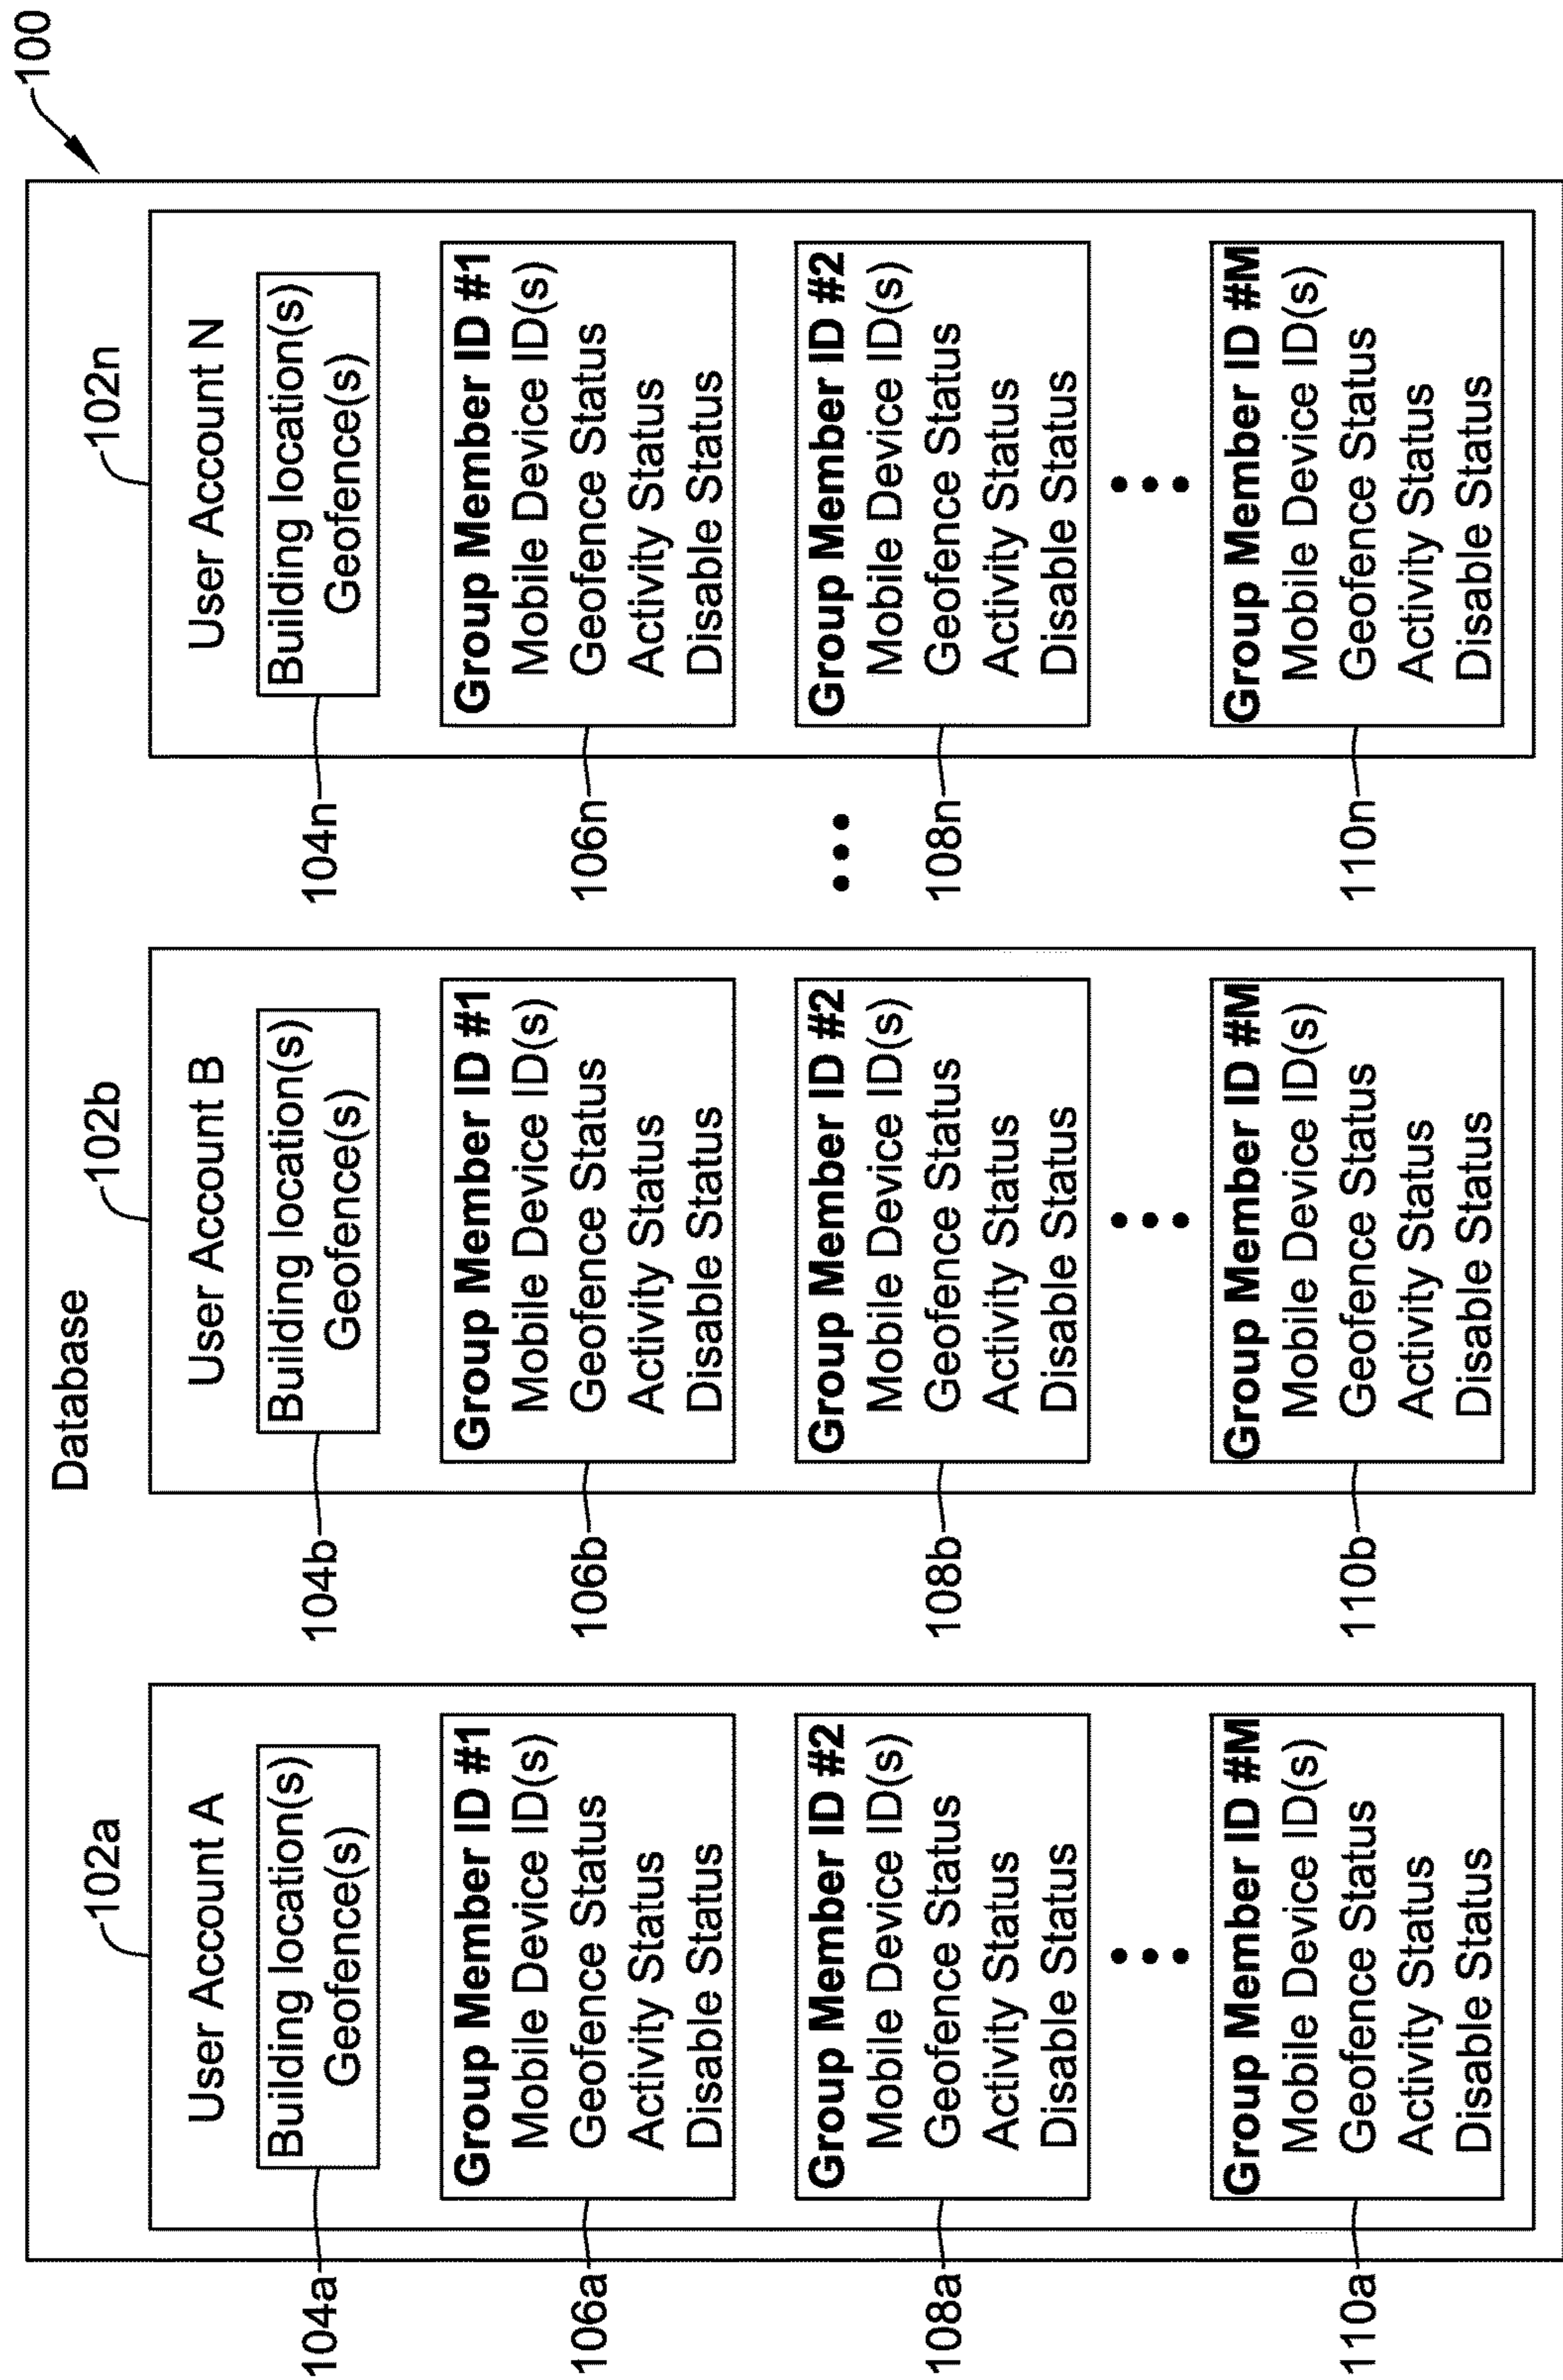 100
Database
102a
User Account A
104a
Building location(s)
Geofence(s)
106a
Group Member ID #1
Mobile Device ID(s)
Geofence Status
Activity Status
Disable Status
108a
Group Member ID #2
Mobile Device ID(s)
Geofence Status
Activity Status
Disable Status
110a
Group Member ID #M
Mobile Device ID(s)
Geofence Status
Activity Status
Disable Status
102b
User Account B
104b
Building location(s)
Geofence(s)
106b
Group Member ID #1
Mobile Device ID(s)
Geofence Status
Activity Status
Disable Status
108b
Group Member ID #2
Mobile Device ID(s)
Geofence Status
Activity Status
Disable Status
110b
Group Member ID #M
Mobile Device ID(s)
Geofence Status
Activity Status
Disable Status
102n
User Account N
104n
Building location(s)
Geofence(s)
106n
Group Member ID #1
Mobile Device ID(s)
Geofence Status
Activity Status
Disable Status
108n
Group Member ID #2
Mobile Device ID(s)
Geofence Status
Activity Status
Disable Status
110n
Group Member ID #M
Mobile Device ID(s)
Geofence Status
Activity Status
Disable Status